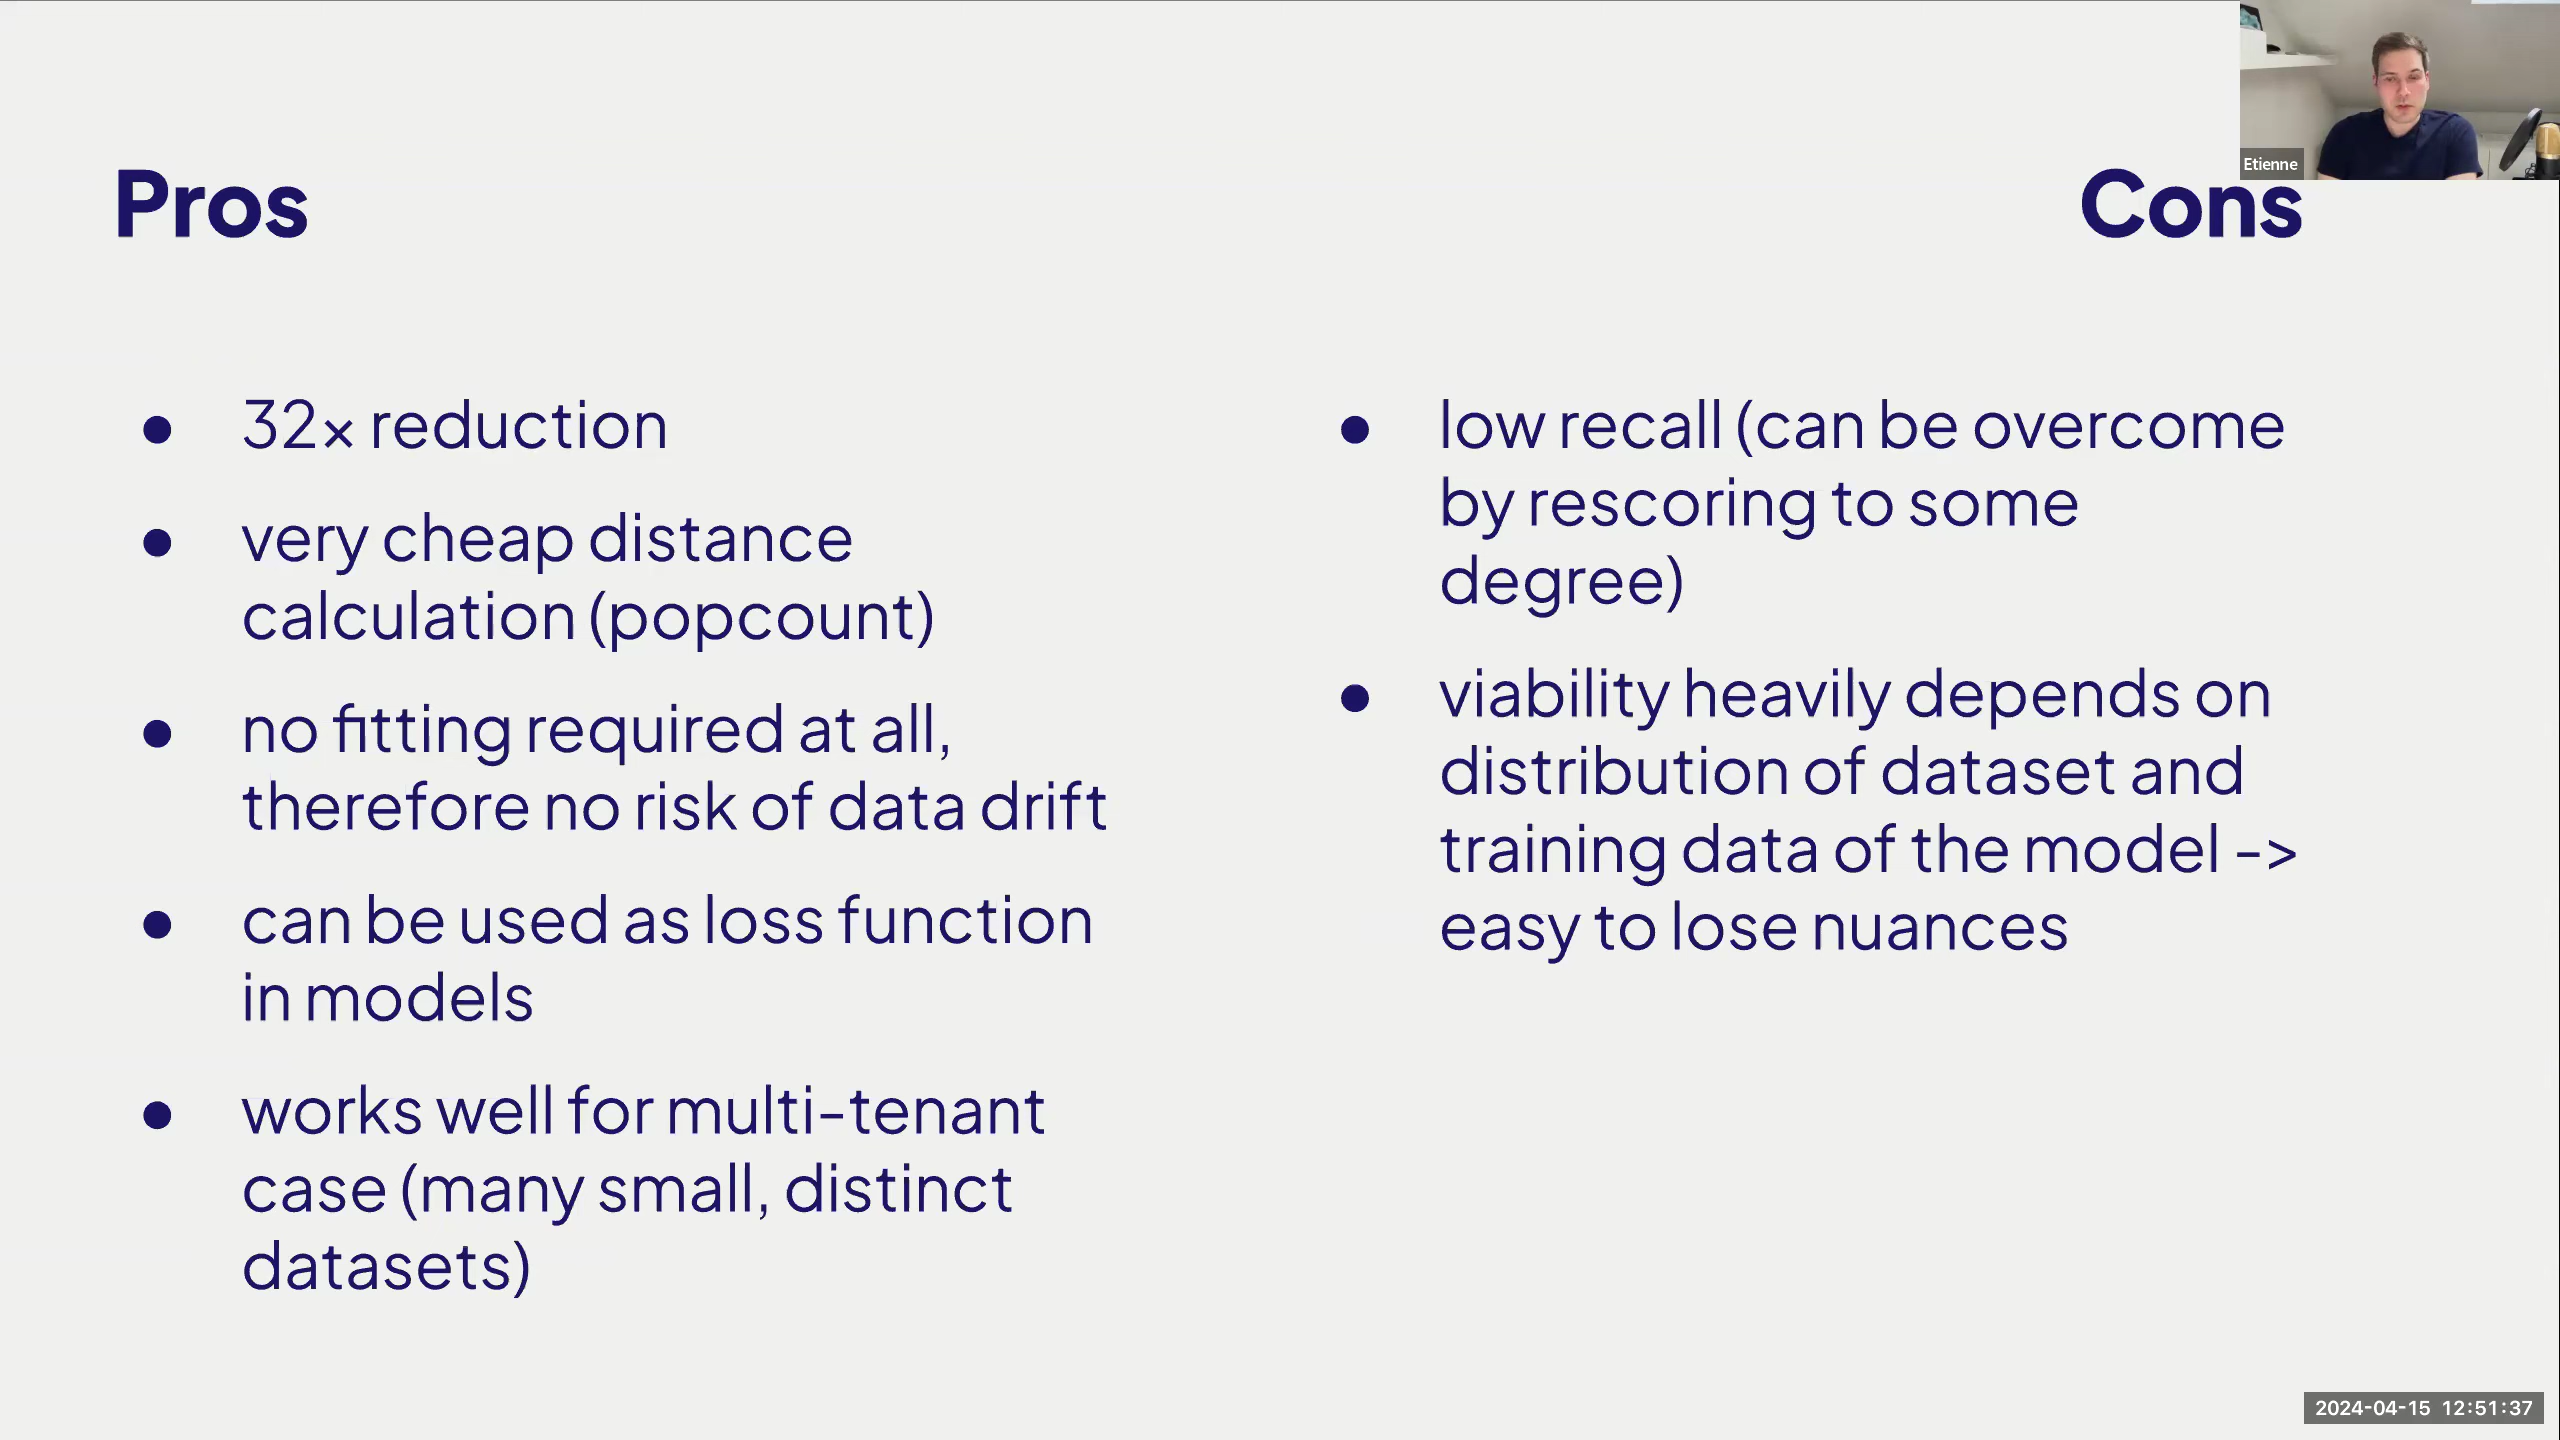 Etienne
Pros
Cons
● 32× reduction
● very cheap distance
calculation (popcount)
● no fitting required at all,
therefore no risk of data drift
● can be used as loss function
in models
● works well for multi-tenant
case (many small, distinct
datasets)
● low recall (can be overcome
by rescoring to some
degree)
● viability heavily depends on
distribution of dataset and
training data of the model ->
easy to lose nuances
2024-04-15 12:51:37